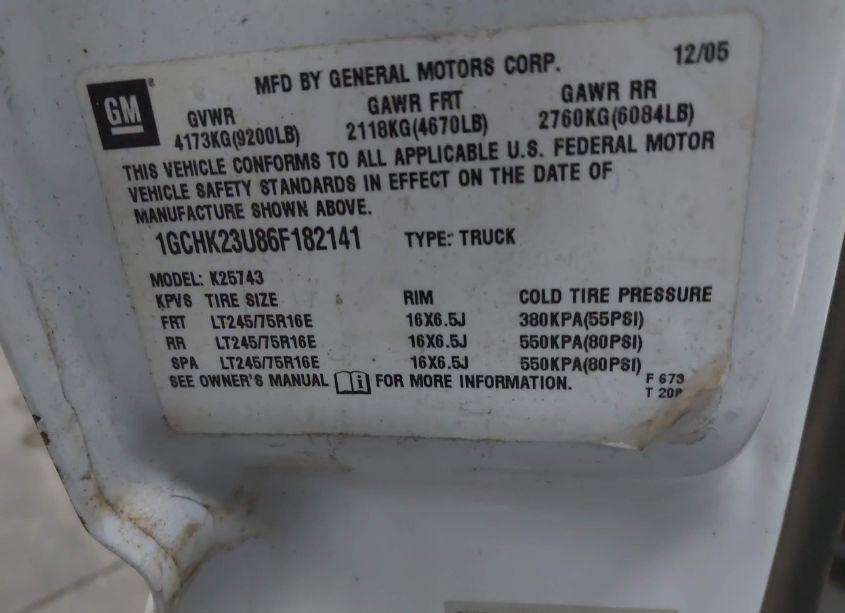 12/05
MFD BY GENERAL MOTORS CORP.
GM
GVWR GAWR FRT GAWR RR
4173KG(9200LB) 2118KG(4670LB) 2760KG(6084LB)
THIS VEHICLE CONFORMS TO ALL APPLICABLE U.S. FEDERAL MOTOR
VEHICLE SAFETY STANDARDS IN EFFECT ON THE DATE OF
MANUFACTURE SHOWN ABOVE.
1GCHK23U86F182141 TYPE: TRUCK
MODEL: K25743
KPVS TIRE SIZE RIM COLD TIRE PRESSURE
FRT LT245/75R16E 16X6.5J 380KPA(55PSI)
RR LT245/75R16E 16X6.5J 550KPA(80PSI)
SPA LT245/75R16E 16X6.5J 550KPA(80PSI)
SEE OWNER'S MANUAL i FOR MORE INFORMATION.
F 673
T